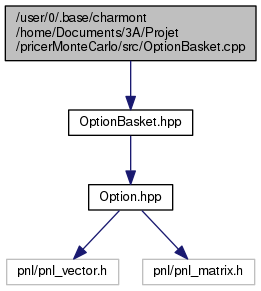 /user/0/.base/charmont
/home/Documents/3A/Projet
/pricerMonteCarlo/src/OptionBasket.cpp
OptionBasket.hpp
Option.hpp
pnl/pnl_vector.h
pnl/pnl_matrix.h